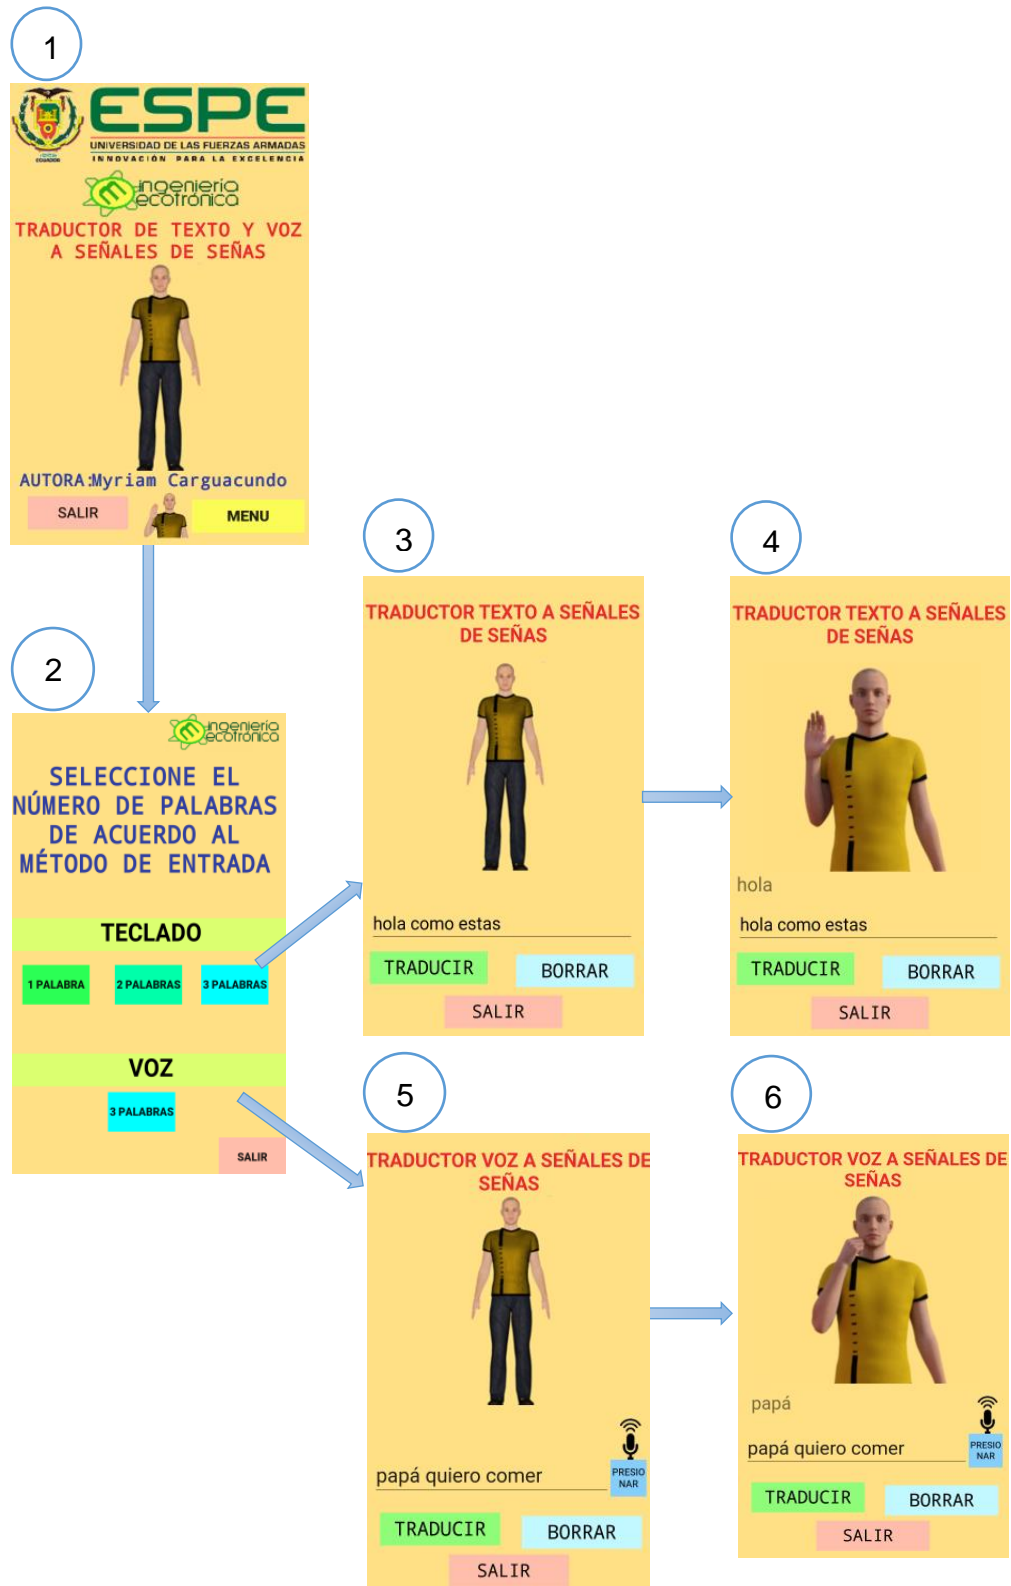 1
ESPE
UNIVERSIDAD DE LAS FUERZAS ARMADAS
INNOVACIÓN PARA LA EXCELENCIA
ECUADOR
ingeniería
ecotrónica
TRADUCTOR DE TEXTO Y VOZ
A SEÑALES DE SEÑAS
AUTORA:Myriam Carguacundo
SALIR
MENU
2
ingeniería
ecotrónica
SELECCIONE EL
NÚMERO DE PALABRAS
DE ACUERDO AL
MÉTODO DE ENTRADA
TECLADO
1 PALABRA
2 PALABRAS
3 PALABRAS
VOZ
3 PALABRAS
SALIR
3
TRADUCTOR TEXTO A SEÑALES
DE SEÑAS
hola como estas
TRADUCIR
BORRAR
SALIR
4
TRADUCTOR TEXTO A SEÑALES
DE SEÑAS
hola
hola como estas
TRADUCIR
BORRAR
SALIR
5
TRADUCTOR VOZ A SEÑALES DE
SEÑAS
papá quiero comer
PRESIO
NAR
TRADUCIR
BORRAR
SALIR
6
TRADUCTOR VOZ A SEÑALES DE
SEÑAS
papá
papá quiero comer
PRESIO
NAR
TRADUCIR
BORRAR
SALIR